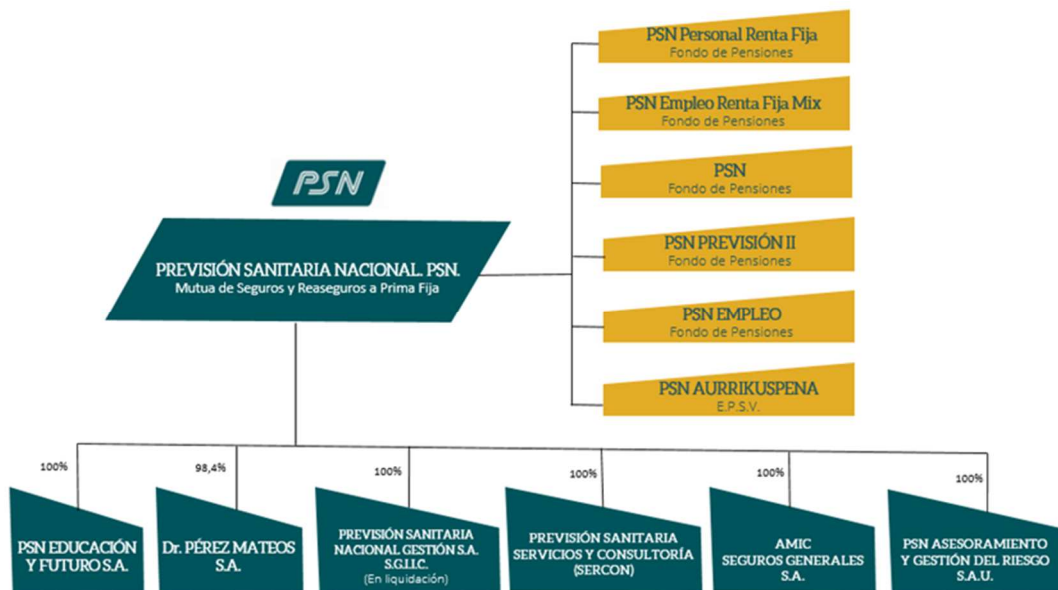 PSN Personal Renta Fija
Fondo de Pensiones
PSN Empleo Renta Fija Mix
Fondo de Pensiones
PSN
Fondo de Pensiones
PSN
PREVISIÓN SANITARIA NACIONAL. PSN.
Mutua de Seguros y Reaseguros a Prima Fija
PSN PREVISIÓN II
Fondo de Pensiones
PSN EMPLEO
Fondo de Pensiones
PSN AURRIKUSPENA
E.P.S.V.
100%
PSN EDUCACIÓN
Y FUTURO S.A.
98,4%
Dr. PÉREZ MATEOS
S.A.
100%
PREVISIÓN SANITARIA
NACIONAL GESTIÓN S.A.
S.G.I.I.C.
(En liquidación)
100%
PREVISIÓN SANITARIA
SERVICIOS Y CONSULTORÍA
(SERCON)
100%
AMIC
SEGUROS GENERALES
S.A.
100%
PSN ASESORAMIENTO
Y GESTIÓN DEL RIESGO
S.A.U.